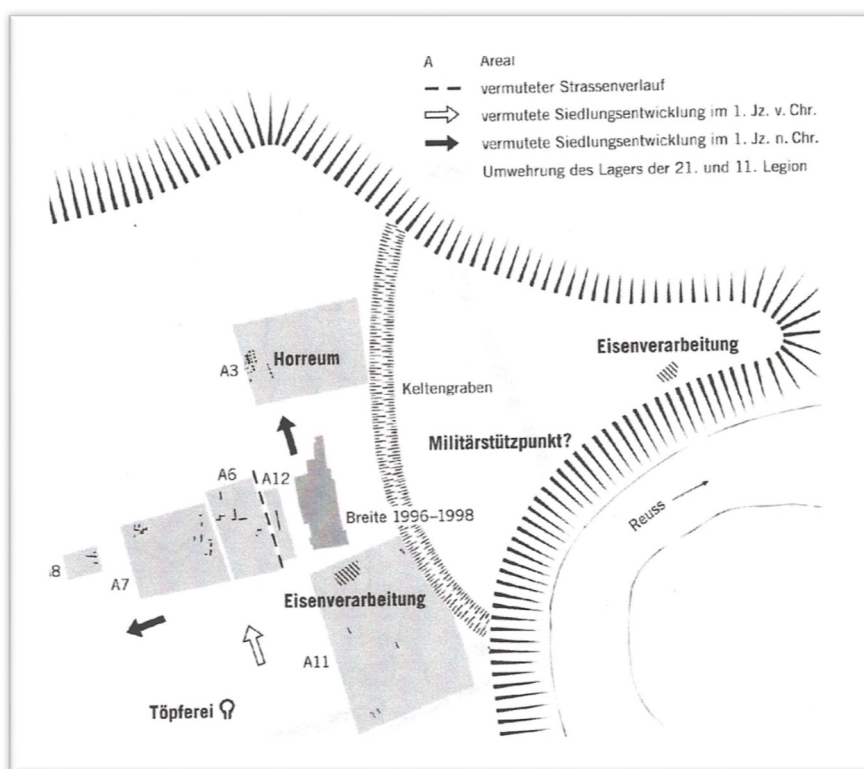 A Areal
vermuteter Strassenverlauf
vermutete Siedlungsentwicklung im 1. Jz. v. Chr.
vermutete Siedlungsentwicklung im 1. Jz. n. Chr.
Umwehrung des Lagers der 21. und 11. Legion
Eisenverarbeitung
A3 Horreum
Keltengraben
Militärstützpunkt?
A6
A12
Breite 1996–1998
Reuss
8
A7
Eisenverarbeitung
A11
Töpferei